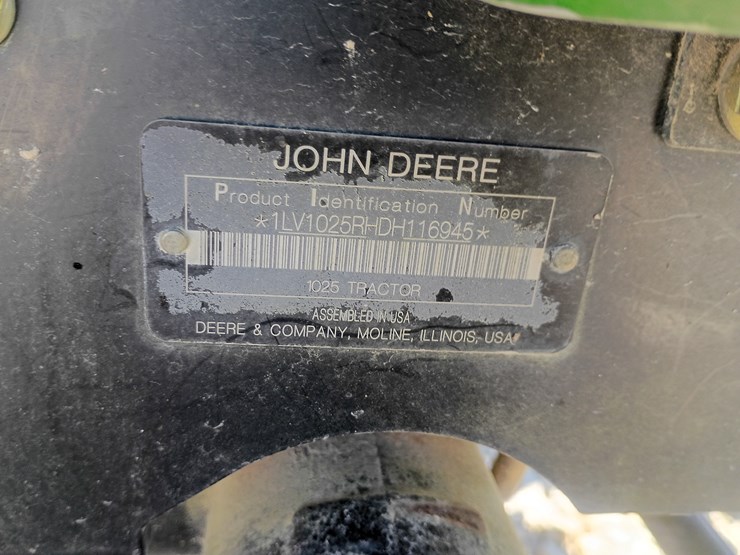 JOHN DEERE
Product Identification Number
*1LV1025RHDH116945*
1025 TRACTOR
ASSEMBLED IN USA
DEERE & COMPANY, MOLINE, ILLINOIS, USA